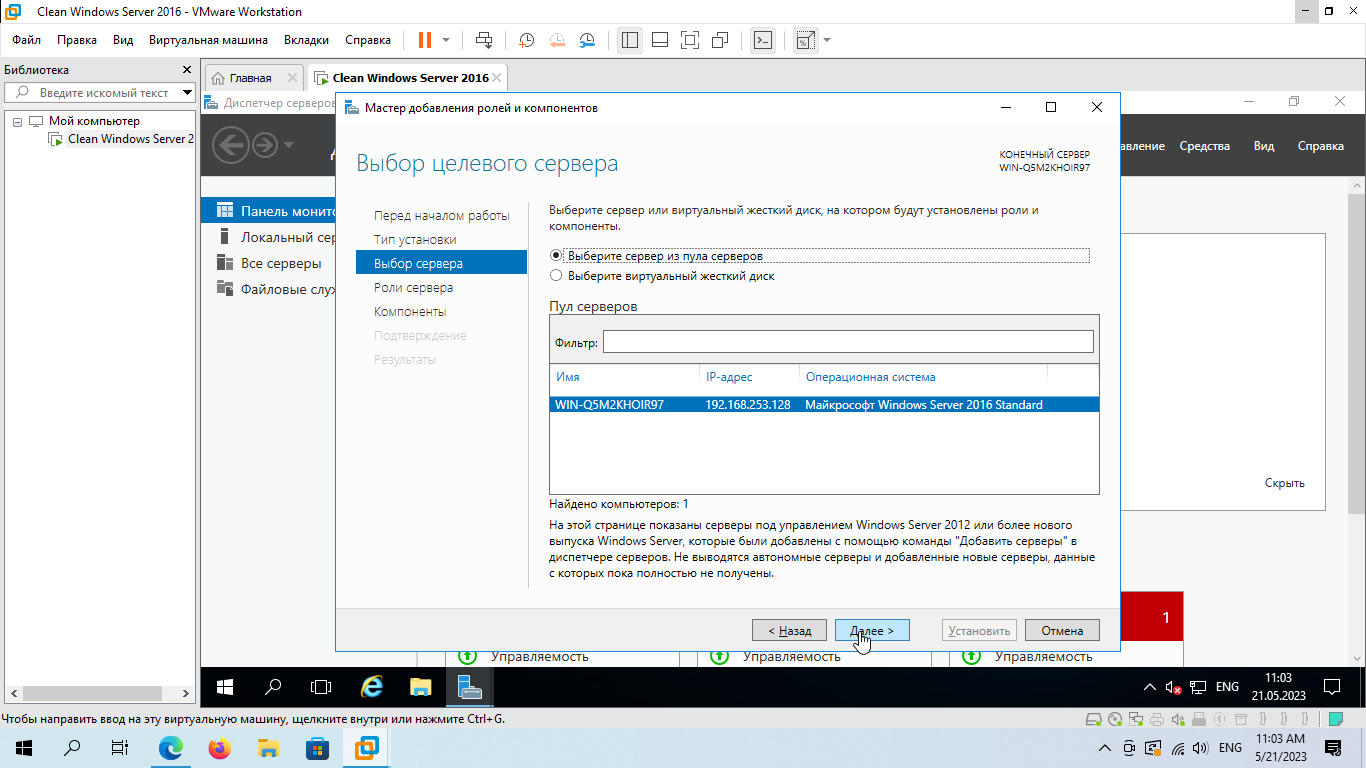 Clean Windows Server 2016 - VMware Workstation
Файл Правка Вид Виртуальная машина Вкладки Справка
Библиотека
Введите искомый текст
Мой компьютер
Clean Windows Server 2
Главная
Clean Windows Server 2016
Диспетчер серверов
Средства Вид Справка
Панель
Все серверы
Мастер добавления ролей и компонентов
Выбор целевого сервера
КОНЕЧНЫЙ СЕРВЕР
WIN-Q5M2KHOIR97
Перед началом работы
Тип установки
Выбор сервера
Роли сервера
Компоненты
Подтверждение
Результаты
Выберите сервер или виртуальный жесткий диск, на котором будут установлены роли и
компоненты.
Выберите сервер из пула серверов
Выберите виртуальный жесткий диск
Пул серверов
Фильтр:
Имя IP-адрес Операционная система
WIN-Q5M2KHOIR97 192.168.253.128 Майкрософт Windows Server 2016 Standard
Найдено компьютеров: 1
На этой странице показаны серверы под управлением Windows Server 2012 или более нового
выпуска Windows Server, которые были добавлены с помощью команды "Добавить серверы" в
диспетчере серверов. Не выводятся автономные серверы и добавленные новые серверы, данные
с которых пока полностью не получены.
< Назад Далее > Установить Отмена
Скрыть
1
Управляемость Управляемость Управляемость
ENG
11:03
21.05.2023
Чтобы направить ввод на эту виртуальную машину, щелкните внутри или нажмите Ctrl+G.
ENG
11:03 AM
5/21/2023